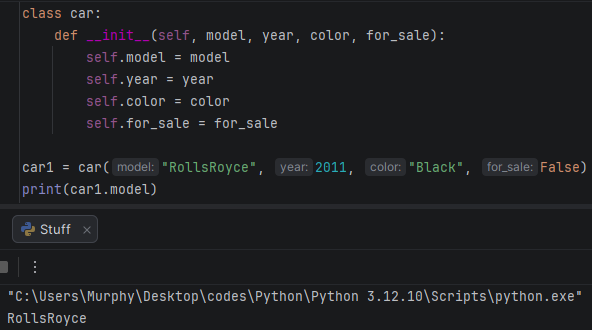 class car:
    def __init__(self, model, year, color, for_sale):
        self.model = model
        self.year = year
        self.color = color
        self.for_sale = for_sale
car1 = car( model: "RollsRoyce", year: 2011, color: "Black", for_sale: False)
print(car1.model)
Stuff ×
"C:\Users\Murphy\Desktop\codes\Python\Python 3.12.10\Scripts\python.exe"
RollsRoyce